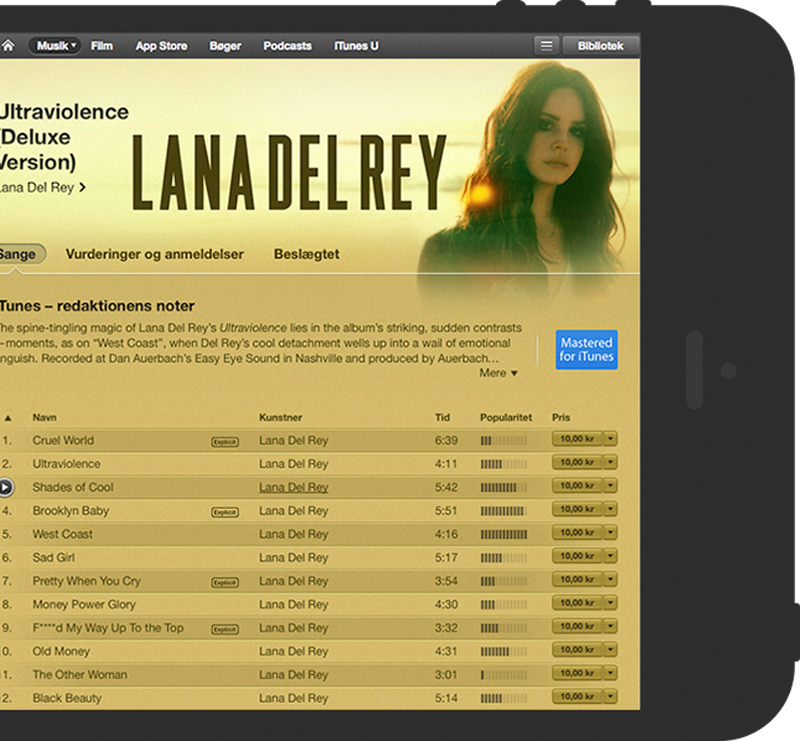 Musik Film App Store Bøger Podcasts iTunes U Bibliotek
Ultraviolence
(Deluxe
Version)
Lana Del Rey
LANA DEL REY
Sange Vurderinger og anmeldelser Beslægtet
iTunes – redaktionens noter
The spine-tingling magic of Lana Del Rey's Ultraviolence lies in the album's striking, sudden contrasts
–moments, as on “West Coast”, when Del Rey's cool detachment wells up into a wail of emotional
anguish. Recorded at Dan Auerbach's Easy Eye Sound in Nashville and produced by Auerbach…
Mere
Mastered
for iTunes
Navn Kunstner Tid Popularitet Pris
1. Cruel World Explicit Lana Del Rey 6:39 10,00 kr
2. Ultraviolence Lana Del Rey 4:11 10,00 kr
Shades of Cool Lana Del Rey 5:42 10,00 kr
4. Brooklyn Baby Explicit Lana Del Rey 5:51 10,00 kr
5. West Coast Lana Del Rey 4:16 10,00 kr
6. Sad Girl Lana Del Rey 5:17 10,00 kr
7. Pretty When You Cry Explicit Lana Del Rey 3:54 10,00 kr
8. Money Power Glory Lana Del Rey 4:30 10,00 kr
9. F****d My Way Up To the Top Explicit Lana Del Rey 3:32 10,00 kr
0. Old Money Lana Del Rey 4:31 10,00 kr
1. The Other Woman Lana Del Rey 3:01 10,00 kr
2. Black Beauty Lana Del Rey 5:14 10,00 kr